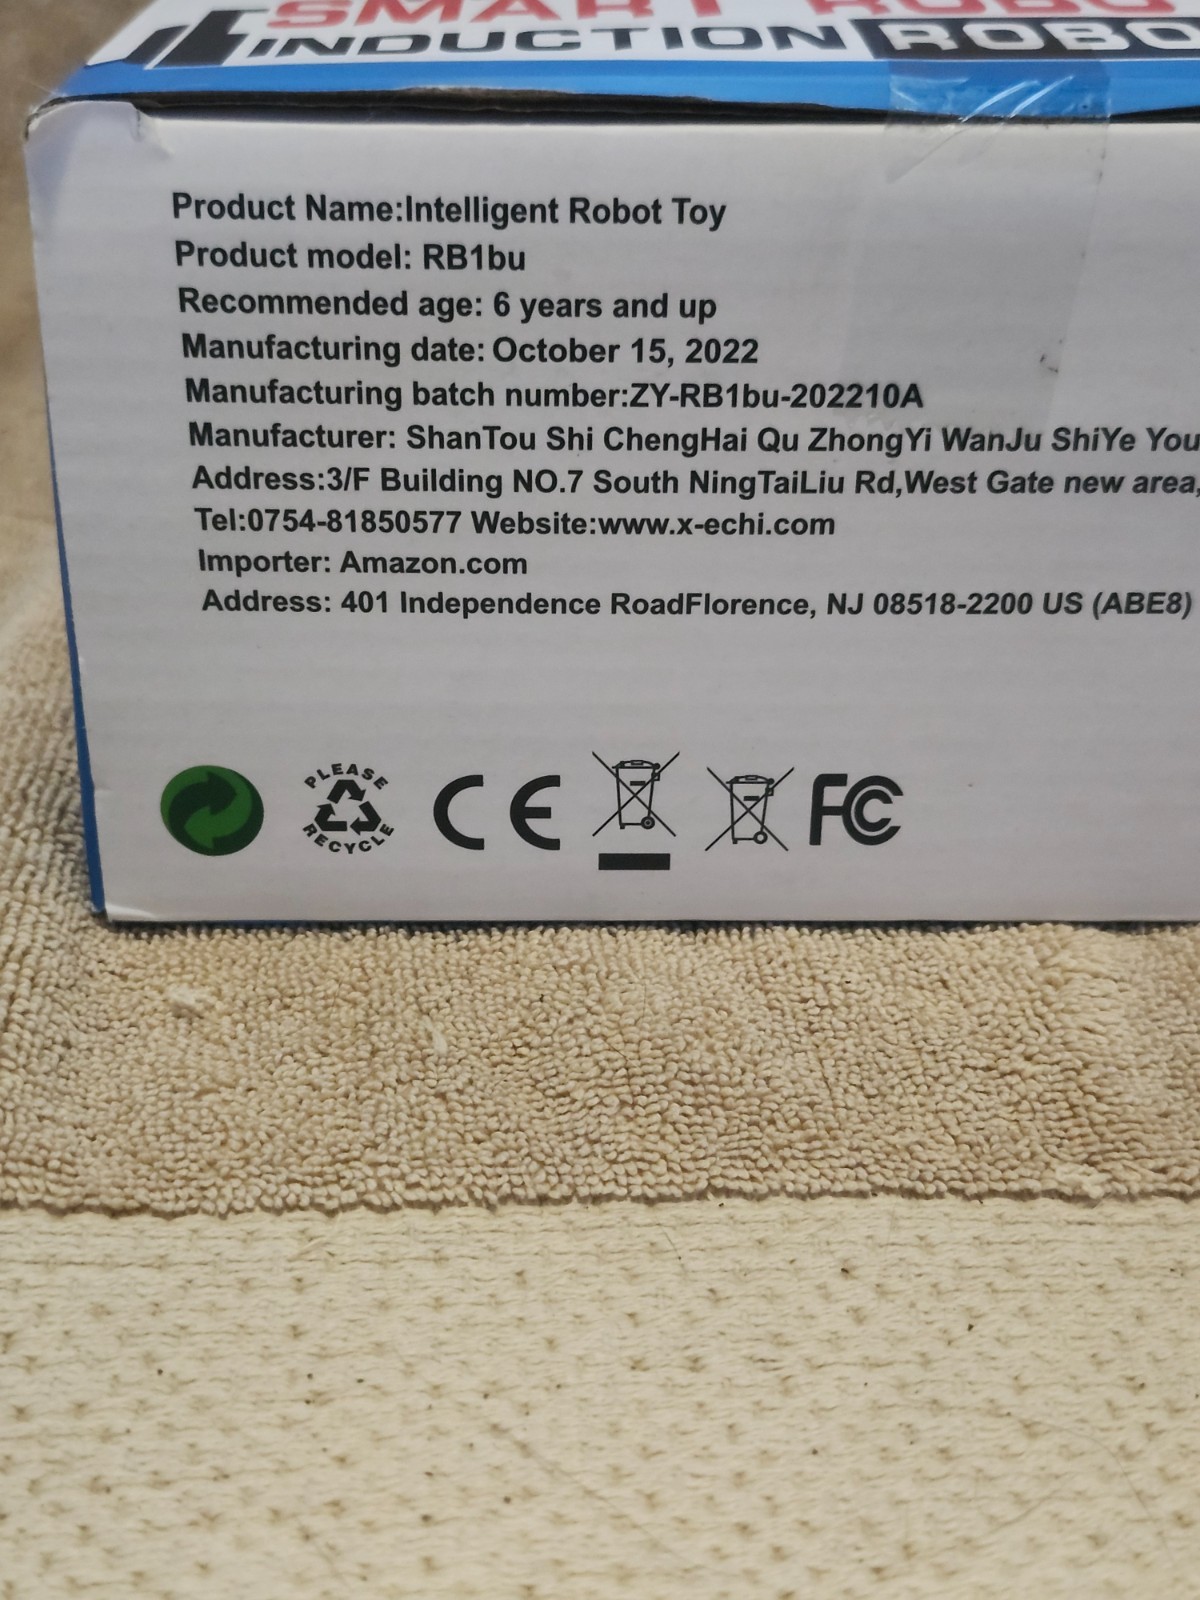 SMART ROBO
INDUCTION ROBO
Product Name:Intelligent Robot Toy
Product model: RB1bu
Recommended age: 6 years and up
Manufacturing date: October 15, 2022
Manufacturing batch number:ZY-RB1bu-202210A
Manufacturer: ShanTou Shi ChengHai Qu ZhongYi WanJu ShiYe You
Address:3/F Building NO.7 South NingTaiLiu Rd,West Gate new area,
Tel:0754-81850577 Website:www.x-echi.com
Importer: Amazon.com
Address: 401 Independence RoadFlorence, NJ 08518-2200 US (ABE8)
PLEASE
RECYCLE
CE
FC